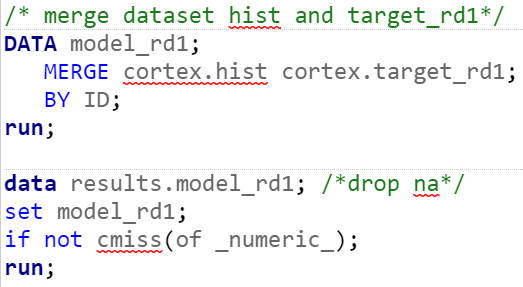 /* merge dataset hist and target_rd1*/
DATA model_rd1;
MERGE cortex.hist cortex.target_rd1;
BY ID;
run;
data results.model_rd1; /*drop na*/
set model_rd1;
if not cmiss(of _numeric_);
run;